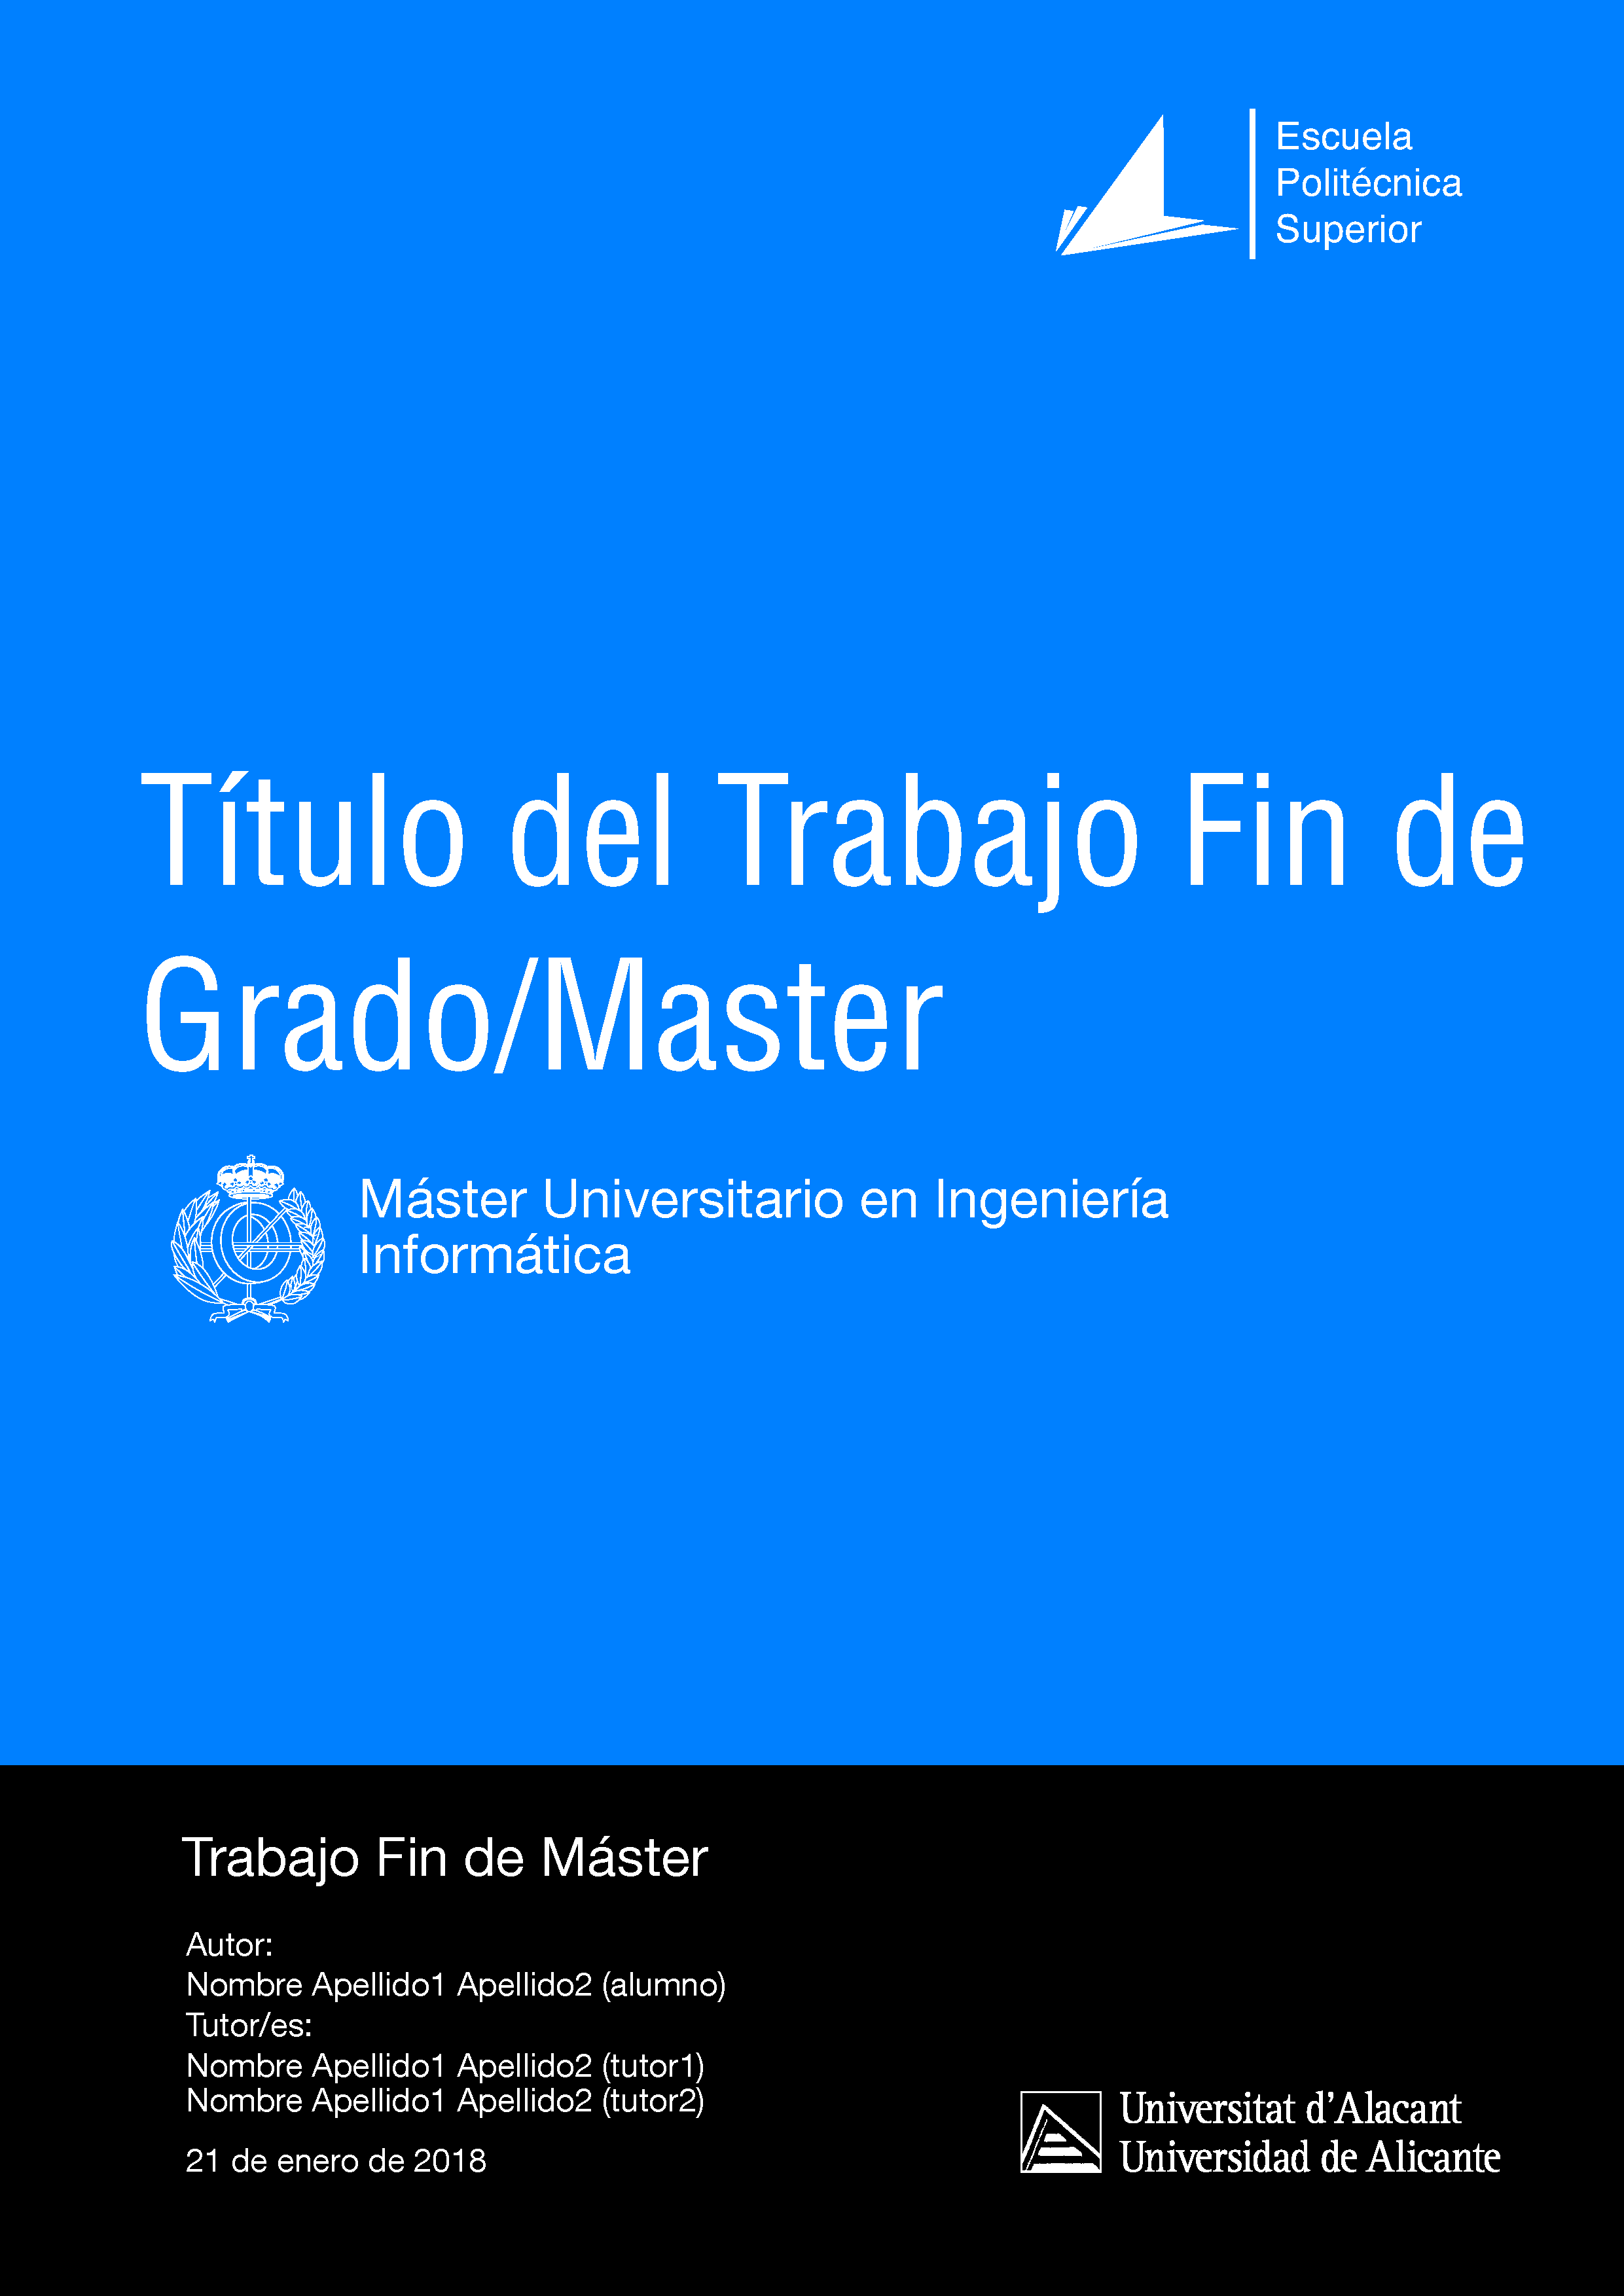 Escuela
Politécnica
Superior
Título del Trabajo Fin de
Grado/Master
Máster Universitario en Ingeniería
Informática
Trabajo Fin de Máster
Autor:
Nombre Apellido1 Apellido2 (alumno)
Tutor/es:
Nombre Apellido1 Apellido2 (tutor1)
Nombre Apellido1 Apellido2 (tutor2)
21 de enero de 2018
Universitat d’Alacant
Universidad de Alicante